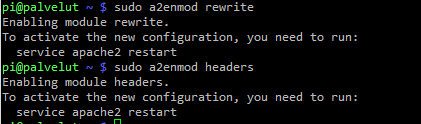 pi@palvelut ~ $ sudo a2enmod rewrite
Enabling module rewrite.
To activate the new configuration, you need to run:
  service apache2 restart
pi@palvelut ~ $ sudo a2enmod headers
Enabling module headers.
To activate the new configuration, you need to run:
  service apache2 restart
pi@palvelut ~ $